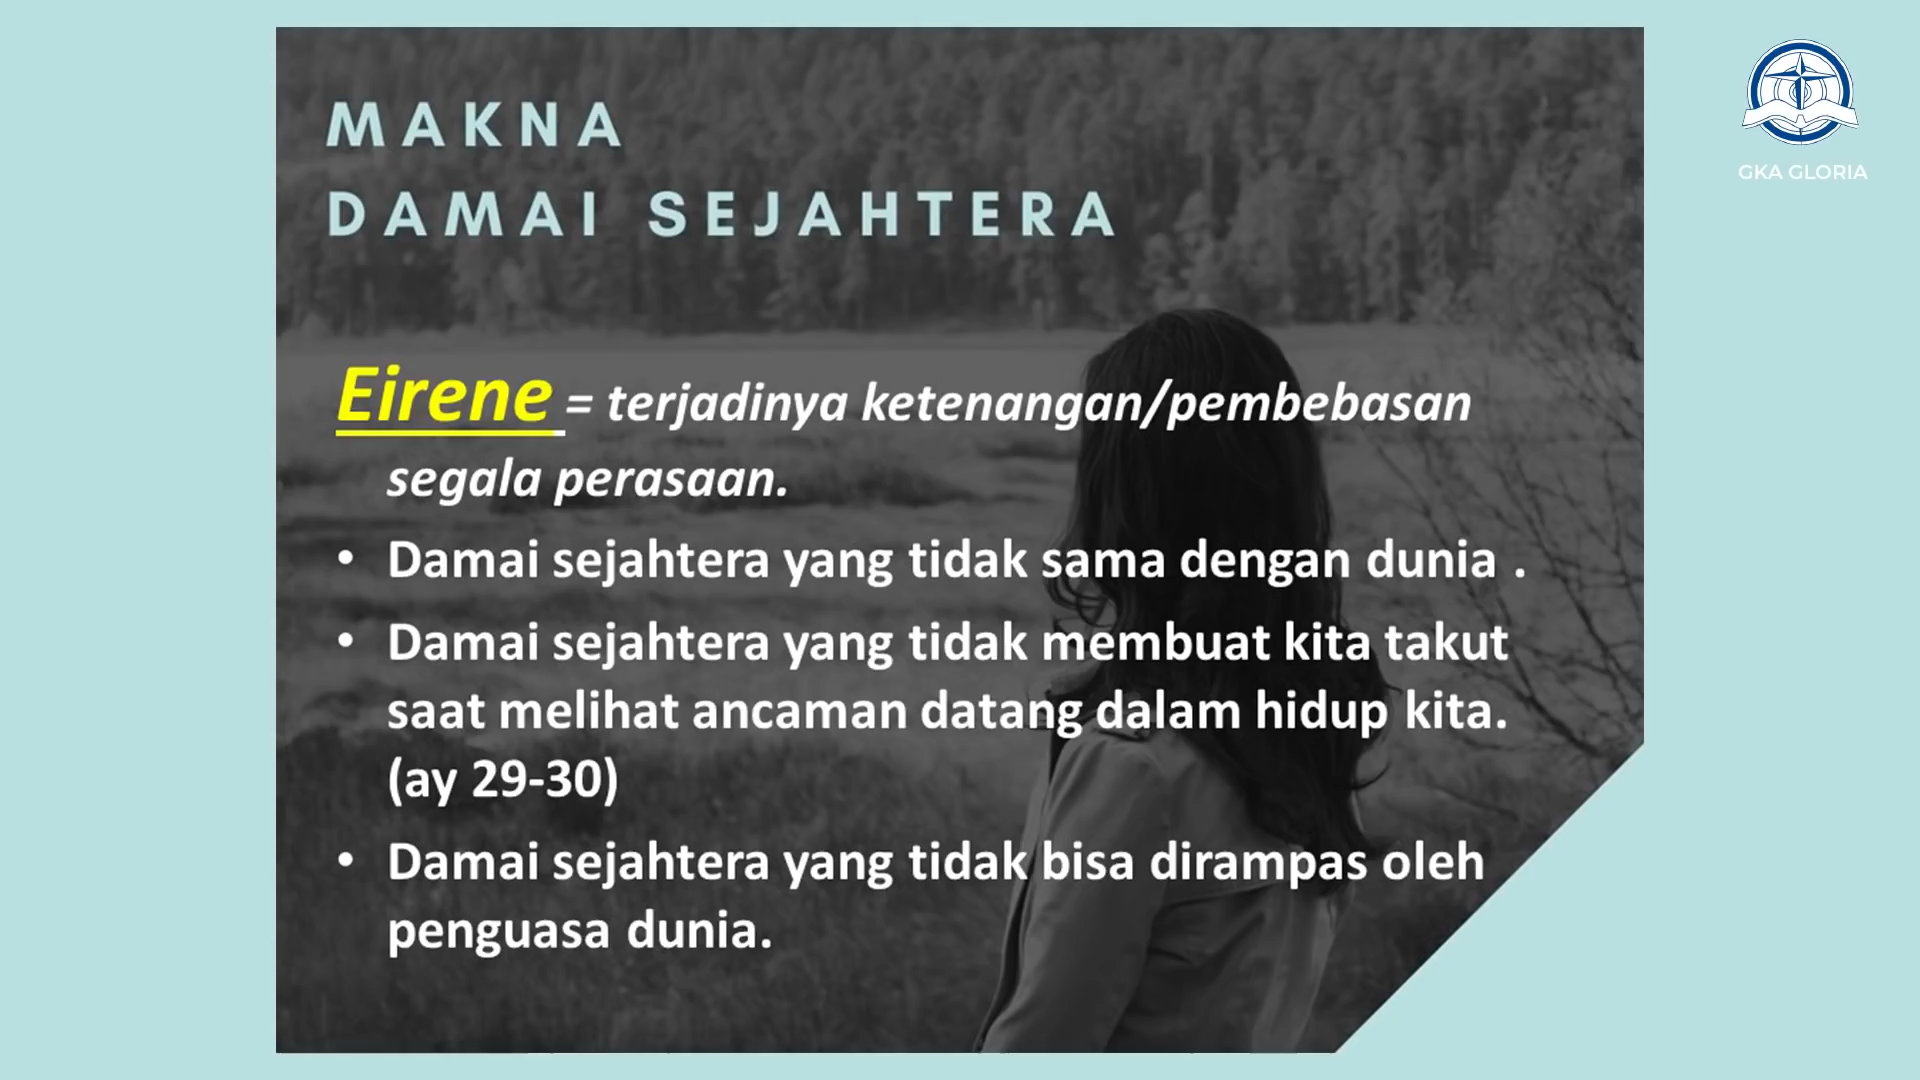 MAKNA
DAMAI SEJAHTERA
GKA GLORIA
Eirene = terjadinya ketenangan/pembebasan
segala perasaan.
• Damai sejahtera yang tidak sama dengan dunia .
• Damai sejahtera yang tidak membuat kita takut
saat melihat ancaman datang dalam hidup kita.
(ay 29-30)
• Damai sejahtera yang tidak bisa dirampas oleh
penguasa dunia.